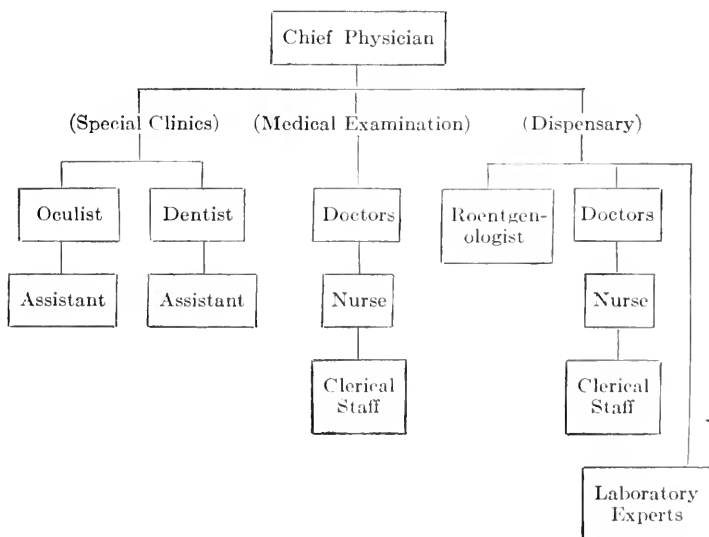 Chief Physician
(Special Clinics) (Medical Examination) (Dispensary)
Oculist Dentist Doctors Roentgen-
ologist Doctors
Assistant Assistant Nurse Nurse
Clerical
Staff
Clerical
Staff
Laboratory
Experts